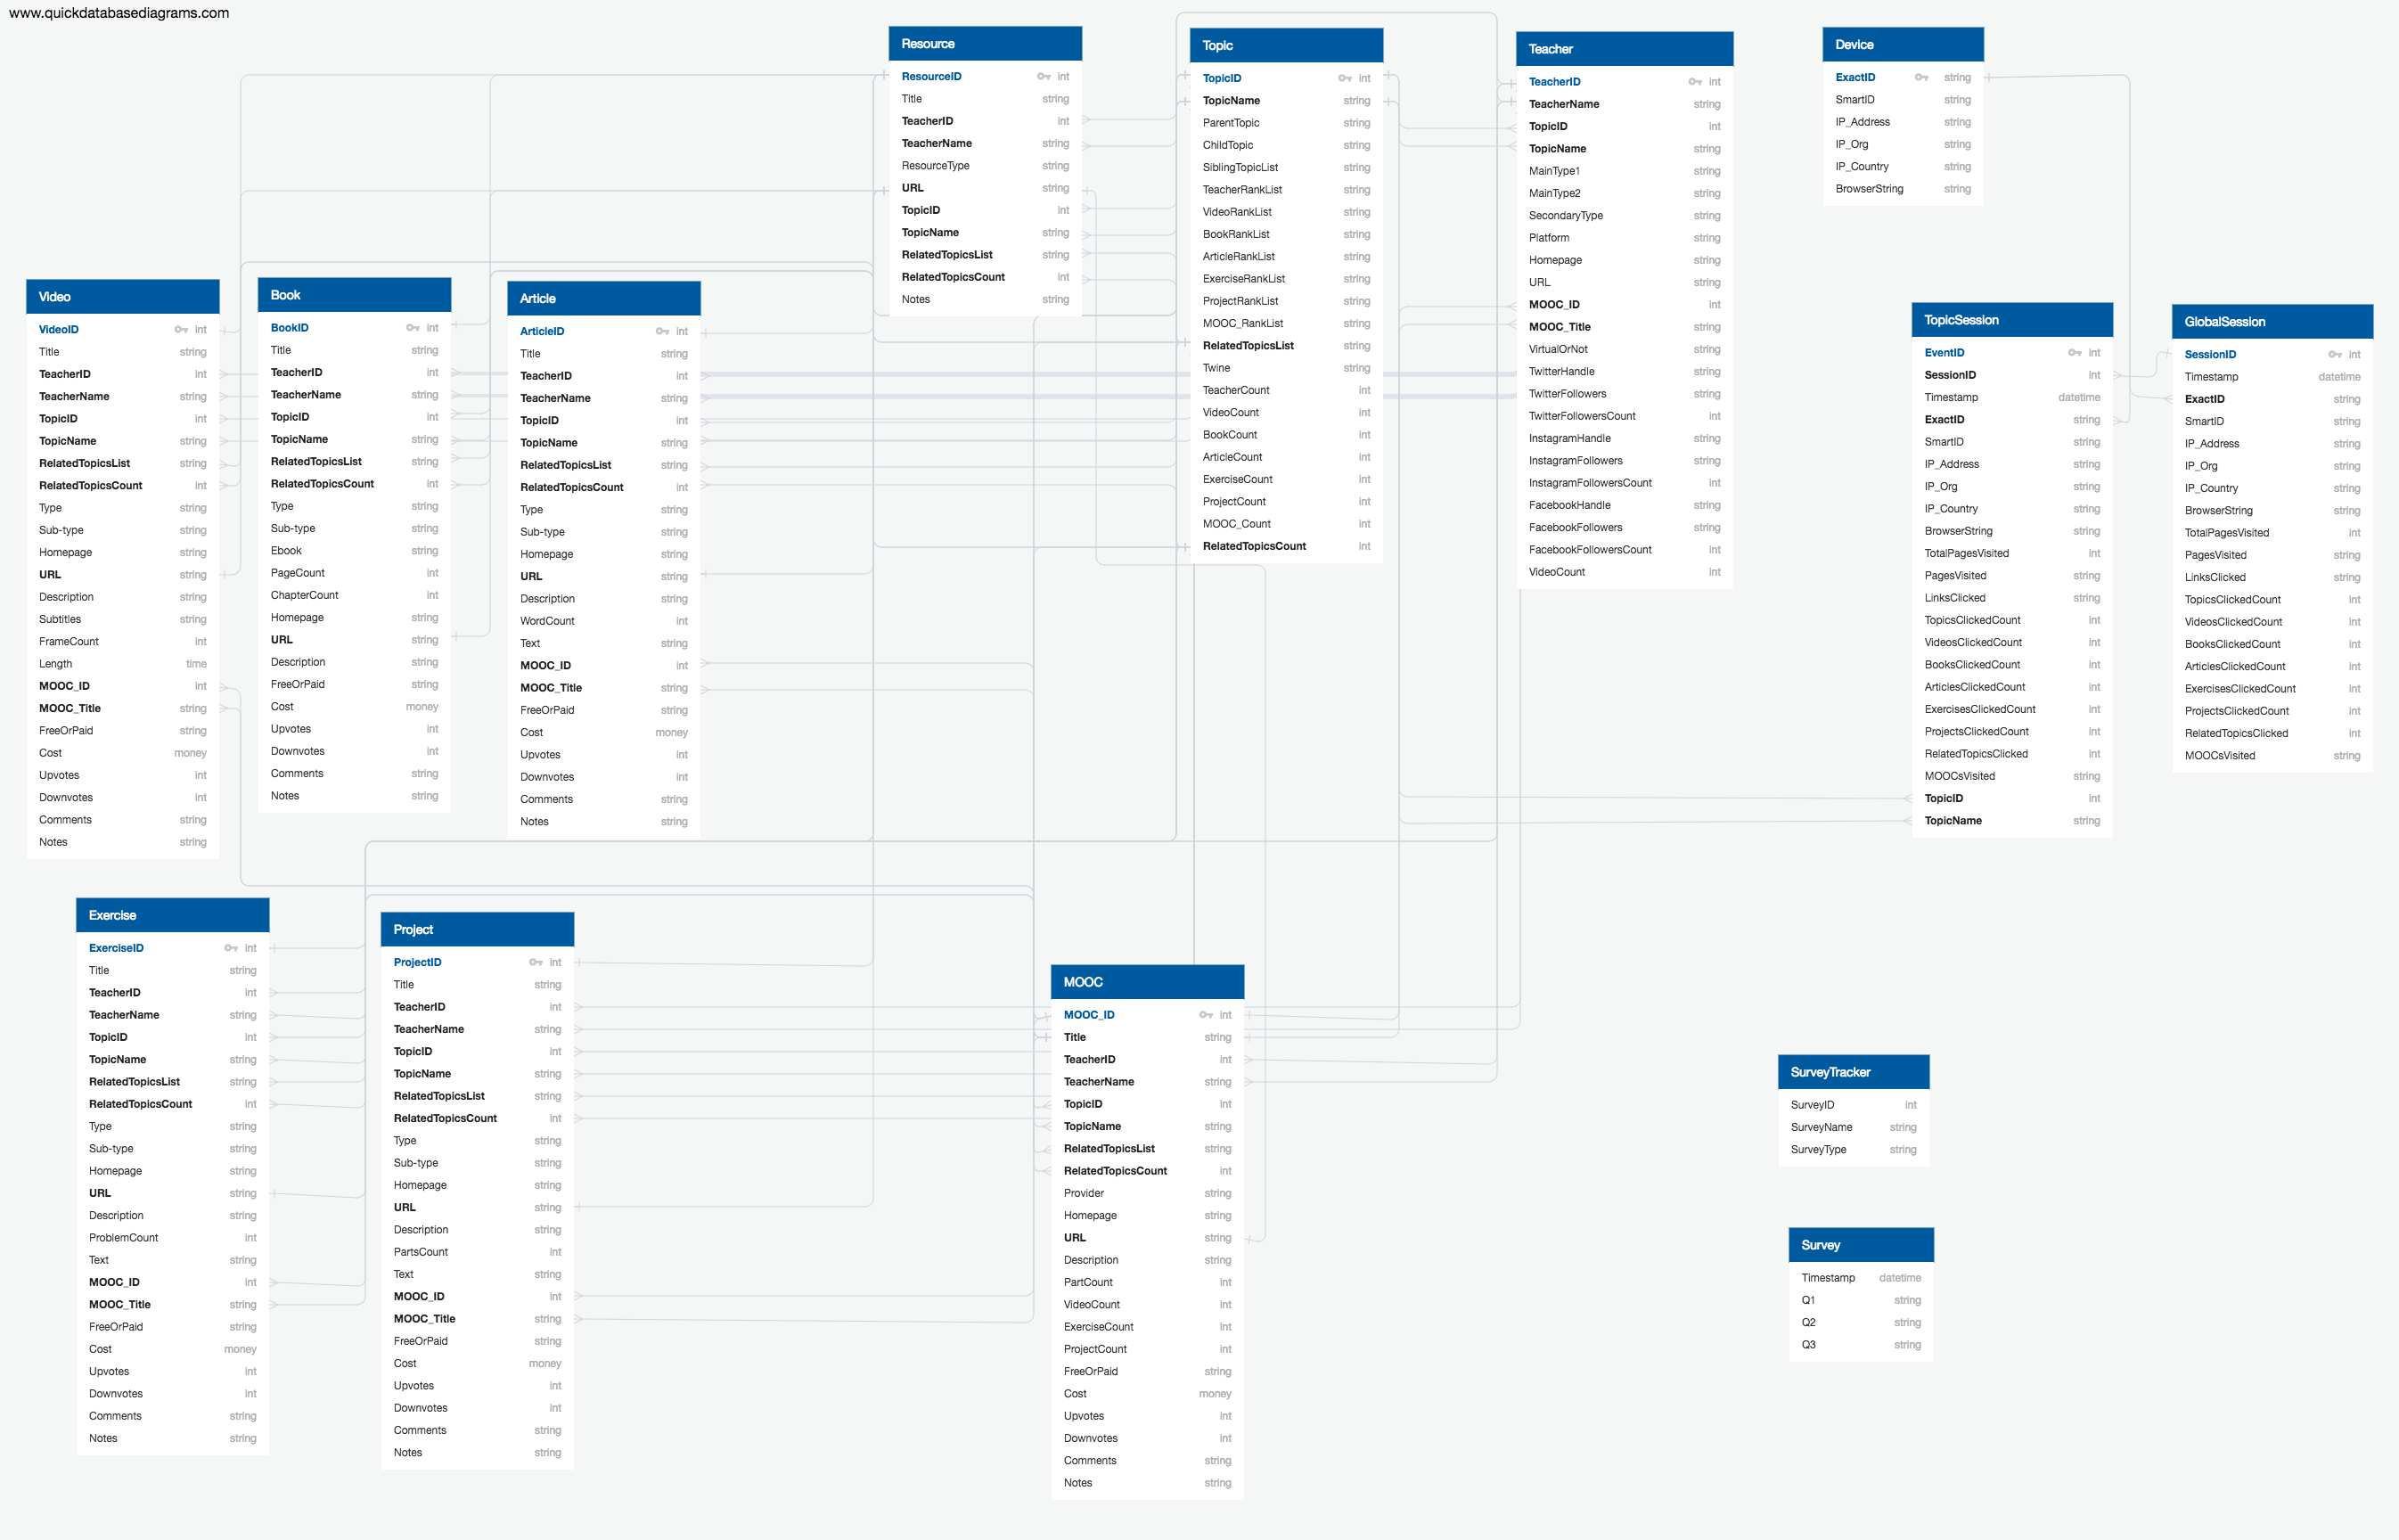 www.quickdatabasediagrams.com
Resource
ResourceID int
Title string
TeacherID int
TeacherName string
ResourceType string
URL string
TopicID int
TopicName string
RelatedTopicsList string
RelatedTopicsCount int
Notes string
Topic
TopicID int
TopicName string
ParentTopic string
ChildTopic string
SiblingTopicList string
TeacherRankList string
VideoRankList string
BookRankList string
ArticleRankList string
ExerciseRankList string
ProjectRankList string
MOOC_RankList string
RelatedTopicsList string
Twine string
TeacherCount int
VideoCount int
BookCount int
ArticleCount int
ExerciseCount int
ProjectCount int
MOOC_Count int
RelatedTopicsCount int
Teacher
TeacherID int
TeacherName string
TopicID int
TopicName string
MainType1 string
MainType2 string
SecondaryType string
Platform string
Homepage string
URL string
MOOC_ID int
MOOC_Title string
VirtualOrNot string
TwitterHandle string
TwitterFollowers string
TwitterFollowersCount int
InstagramHandle string
InstagramFollowers string
InstagramFollowersCount int
FacebookHandle string
FacebookFollowers string
FacebookFollowersCount int
VideoCount int
Device
ExactID string
SmartID string
IP_Address string
IP_Org string
IP_Country string
BrowserString string
Video
VideoID int
Title string
TeacherID int
TeacherName string
TopicID int
TopicName string
RelatedTopicsList string
RelatedTopicsCount int
Type string
Sub-type string
Homepage string
URL string
Description string
Subtitles string
FrameCount int
Length time
MOOC_ID int
MOOC_Title string
FreeOrPaid string
Cost money
Upvotes int
Downvotes int
Comments string
Notes string
Book
BookID int
Title string
TeacherID int
TeacherName string
TopicID int
TopicName string
RelatedTopicsList string
RelatedTopicsCount int
Type string
Sub-type string
Ebook string
PageCount int
ChapterCount int
Homepage string
URL string
Description string
FreeOrPaid string
Cost money
Upvotes int
Downvotes int
Comments string
Notes string
Article
ArticleID int
Title string
TeacherID int
TeacherName string
TopicID int
TopicName string
RelatedTopicsList string
RelatedTopicsCount int
Type string
Sub-type string
Homepage string
URL string
Description string
WordCount int
Text string
MOOC_ID int
MOOC_Title string
FreeOrPaid string
Cost money
Upvotes int
Downvotes int
Comments string
Notes string
TopicSession
EventID int
SessionID int
Timestamp datetime
ExactID string
SmartID string
IP_Address string
IP_Org string
IP_Country string
BrowserString string
TotalPagesVisited int
PagesVisited string
LinksClicked string
TopicsClickedCount int
VideosClickedCount int
BooksClickedCount int
ArticlesClickedCount int
ExercisesClickedCount int
ProjectsClickedCount int
RelatedTopicsClicked int
MOOCsVisited string
TopicID int
TopicName string
GlobalSession
SessionID int
Timestamp datetime
ExactID string
SmartID string
IP_Address string
IP_Org string
IP_Country string
BrowserString string
TotalPagesVisited int
PagesVisited string
LinksClicked string
TopicsClickedCount int
VideosClickedCount int
BooksClickedCount int
ArticlesClickedCount int
ExercisesClickedCount int
ProjectsClickedCount int
RelatedTopicsClicked int
MOOCsVisited string
Exercise
ExerciseID int
Title string
TeacherID int
TeacherName string
TopicID int
TopicName string
RelatedTopicsList string
RelatedTopicsCount int
Type string
Sub-type string
Homepage string
URL string
Description string
ProblemCount int
Text string
MOOC_ID int
MOOC_Title string
FreeOrPaid string
Cost money
Upvotes int
Downvotes int
Comments string
Notes string
Project
ProjectID int
Title string
TeacherID int
TeacherName string
TopicID int
TopicName string
RelatedTopicsList string
RelatedTopicsCount int
Type string
Sub-type string
Homepage string
URL string
Description string
PartsCount int
Text string
MOOC_ID int
MOOC_Title string
FreeOrPaid string
Cost money
Upvotes int
Downvotes int
Comments string
Notes string
MOOC
MOOC_ID int
Title string
TeacherID int
TeacherName string
TopicID int
TopicName string
RelatedTopicsList string
RelatedTopicsCount int
Provider string
Homepage string
URL string
Description string
PartCount int
VideoCount int
ExerciseCount int
ProjectCount int
FreeOrPaid string
Cost money
Upvotes int
Downvotes int
Comments string
Notes string
SurveyTracker
SurveyID int
SurveyName string
SurveyType string
Survey
Timestamp datetime
Q1 string
Q2 string
Q3 string